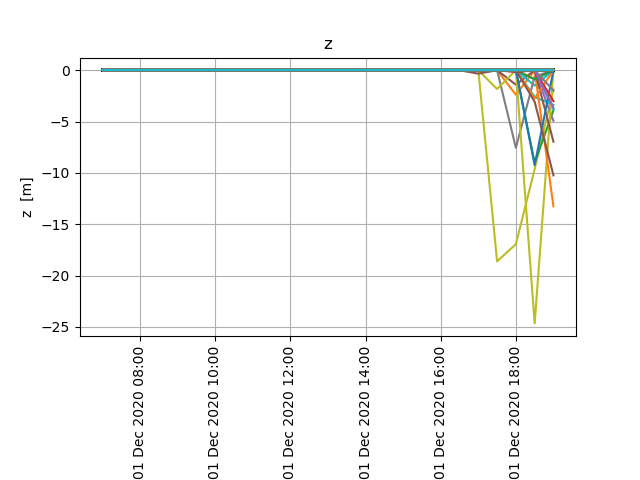 z
0
−5
−10
−15
−20
−25
z [m]
01 Dec 2020 08:00
01 Dec 2020 10:00
01 Dec 2020 12:00
01 Dec 2020 14:00
01 Dec 2020 16:00
01 Dec 2020 18:00